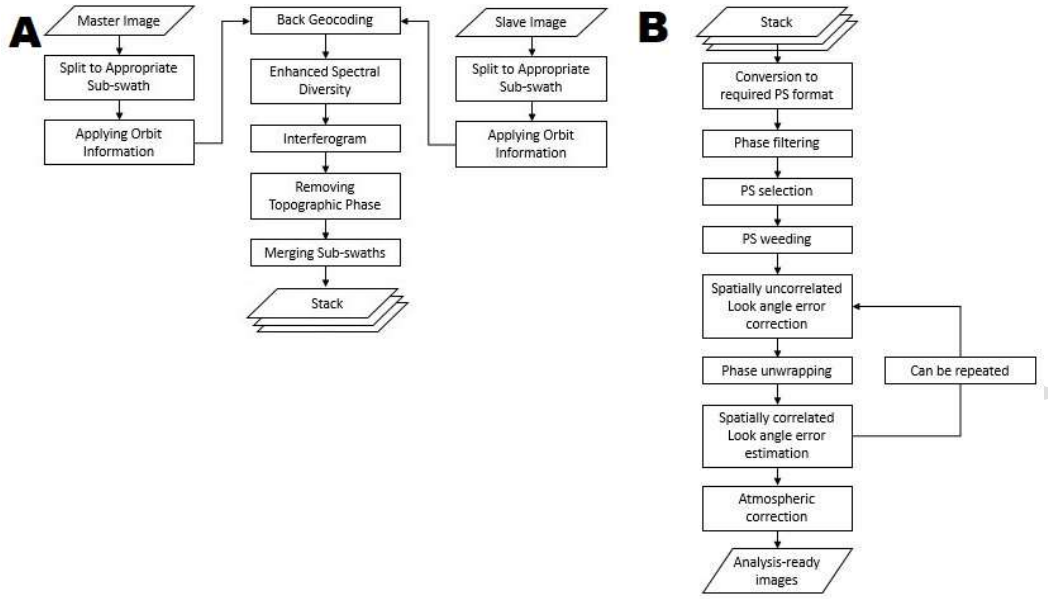 A
Master Image
Split to Appropriate
Sub-swath
Applying Orbit
Information
Back Geocoding
Enhanced Spectral
Diversity
Interferogram
Removing
Topographic Phase
Merging Sub-swaths
Stack
Slave Image
Split to Appropriate
Sub-swath
Applying Orbit
Information
B
Stack
Conversion to
required PS format
Phase filtering
PS selection
PS weeding
Spatially uncorrelated
Look angle error
correction
Phase unwrapping
Can be repeated
Spatially correlated
Look angle error
estimation
Atmospheric
correction
Analysis-ready
images